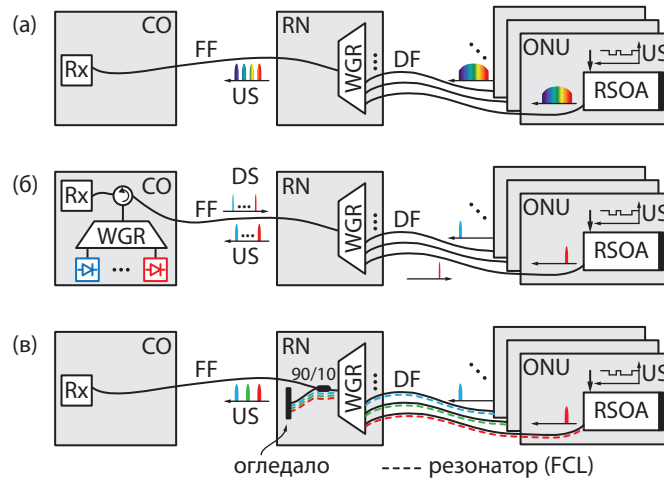 (а)
CO
Rx
FF
US
RN
WGR
DF
ONU
US
RSOA
(б)
CO
Rx
WGR
FF
DS
US
RN
WGR
DF
ONU
US
RSOA
(в)
CO
Rx
FF
US
RN
90/10
WGR
DF
ONU
US
RSOA
огледало
резонатор (FCL)